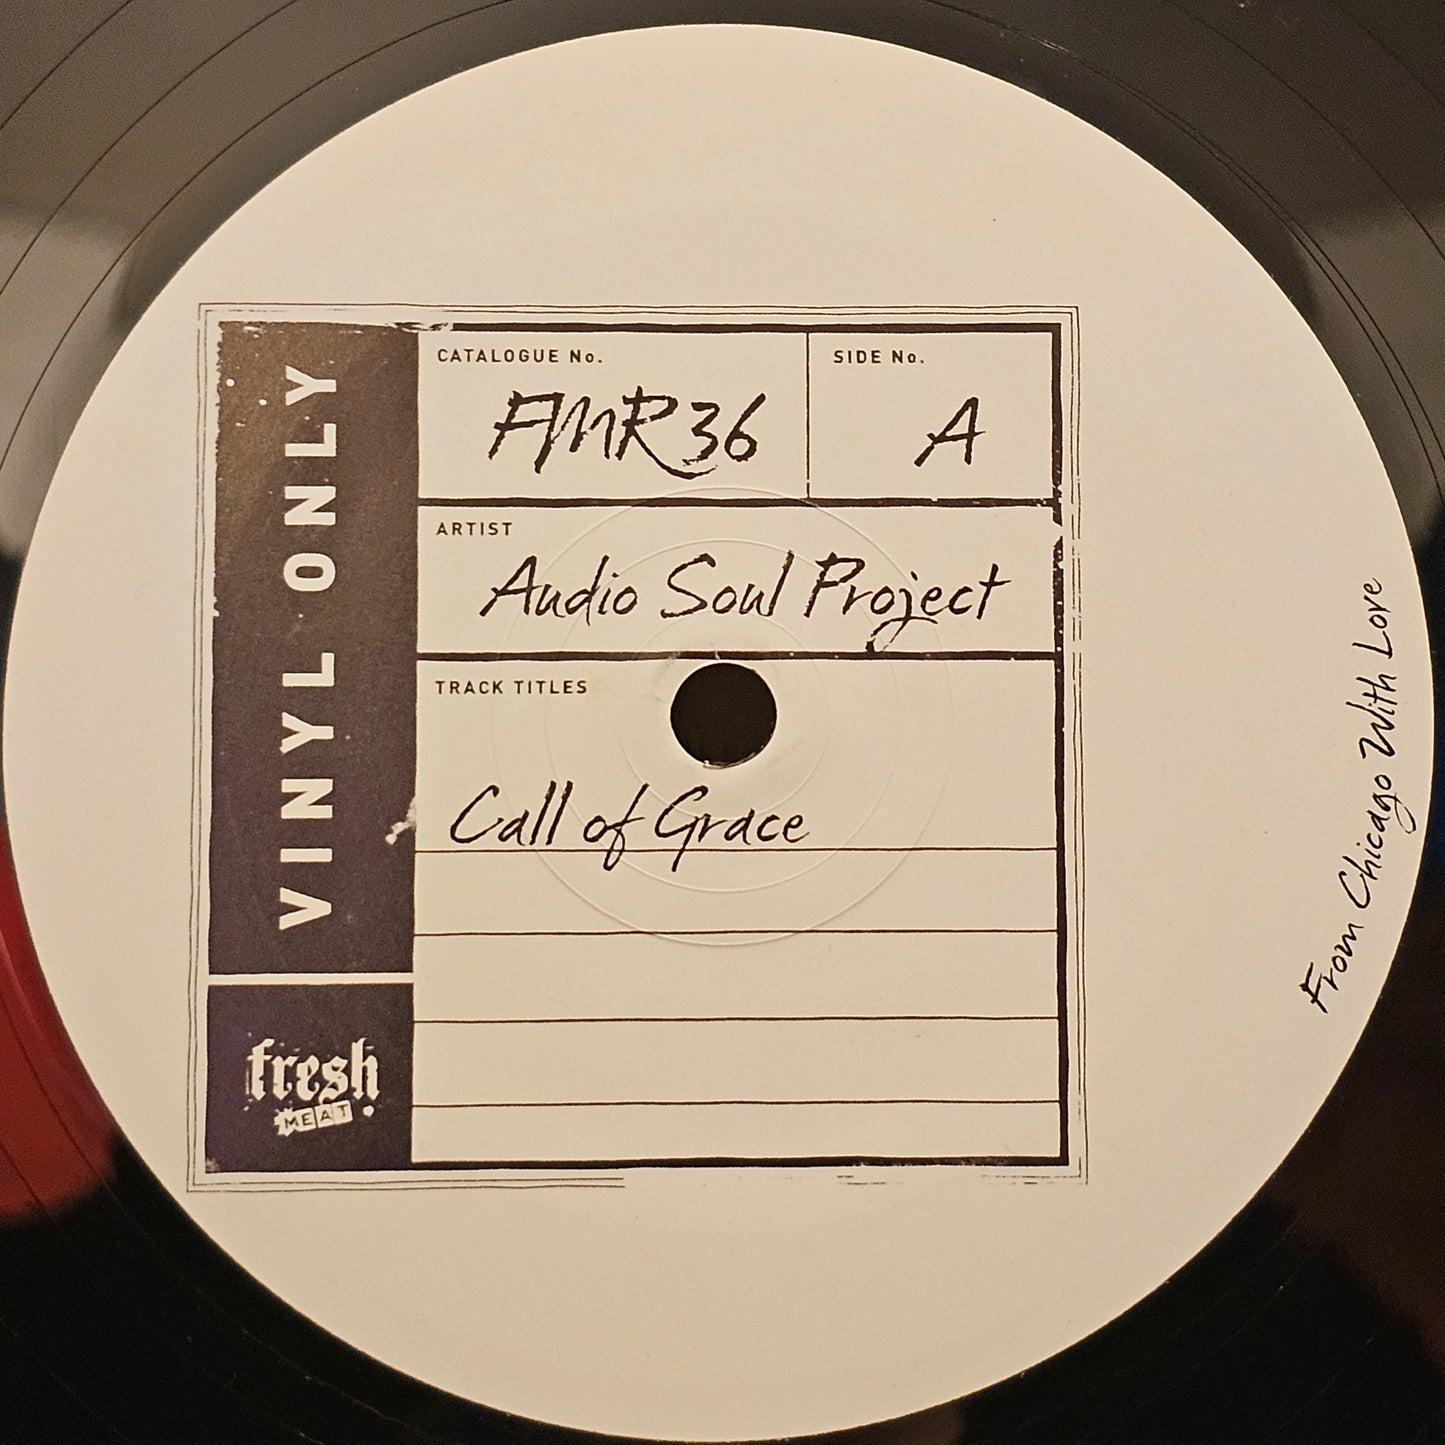 VINYL ONLY
CATALOGUE No.
FMR36
SIDE No.
A
ARTIST
Audio Soul Project
TRACK TITLES
Call of Grace
fresh
MEAT
From Chicago With Love